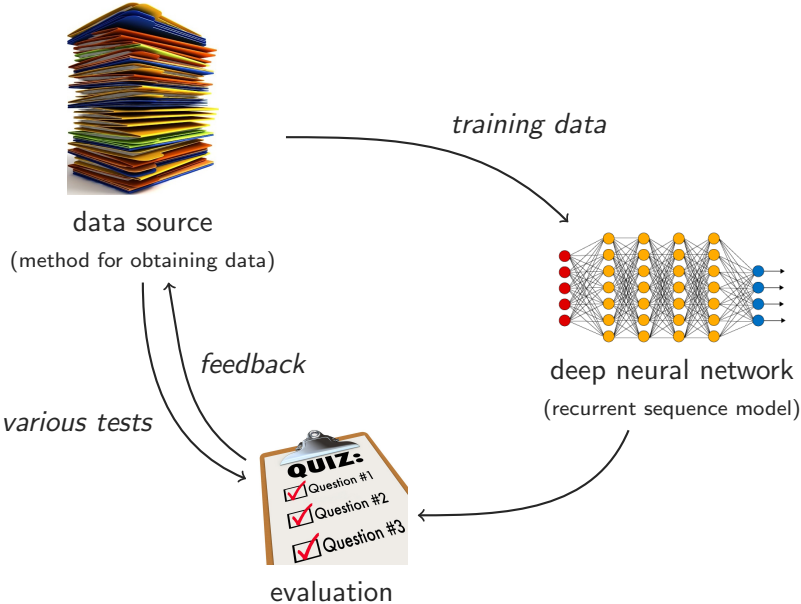 training data
data source
(method for obtaining data)
feedback
deep neural network
(recurrent sequence model)
various tests
QUIZ:
Question #1
Question #2
Question #3
evaluation